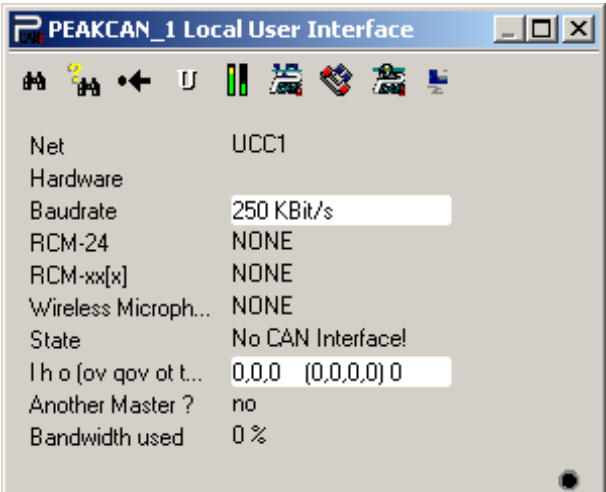 PEAKCAN_1 Local User Interface
U
Net UCC1
Hardware
Baudrate 250 KBit/s
RCM-24 NONE
RCM-xx[x] NONE
Wireless Microph... NONE
State No CAN Interface!
I h o (ov qov ot t... 0,0,0 (0,0,0,0) 0
Another Master ? no
Bandwidth used 0 %